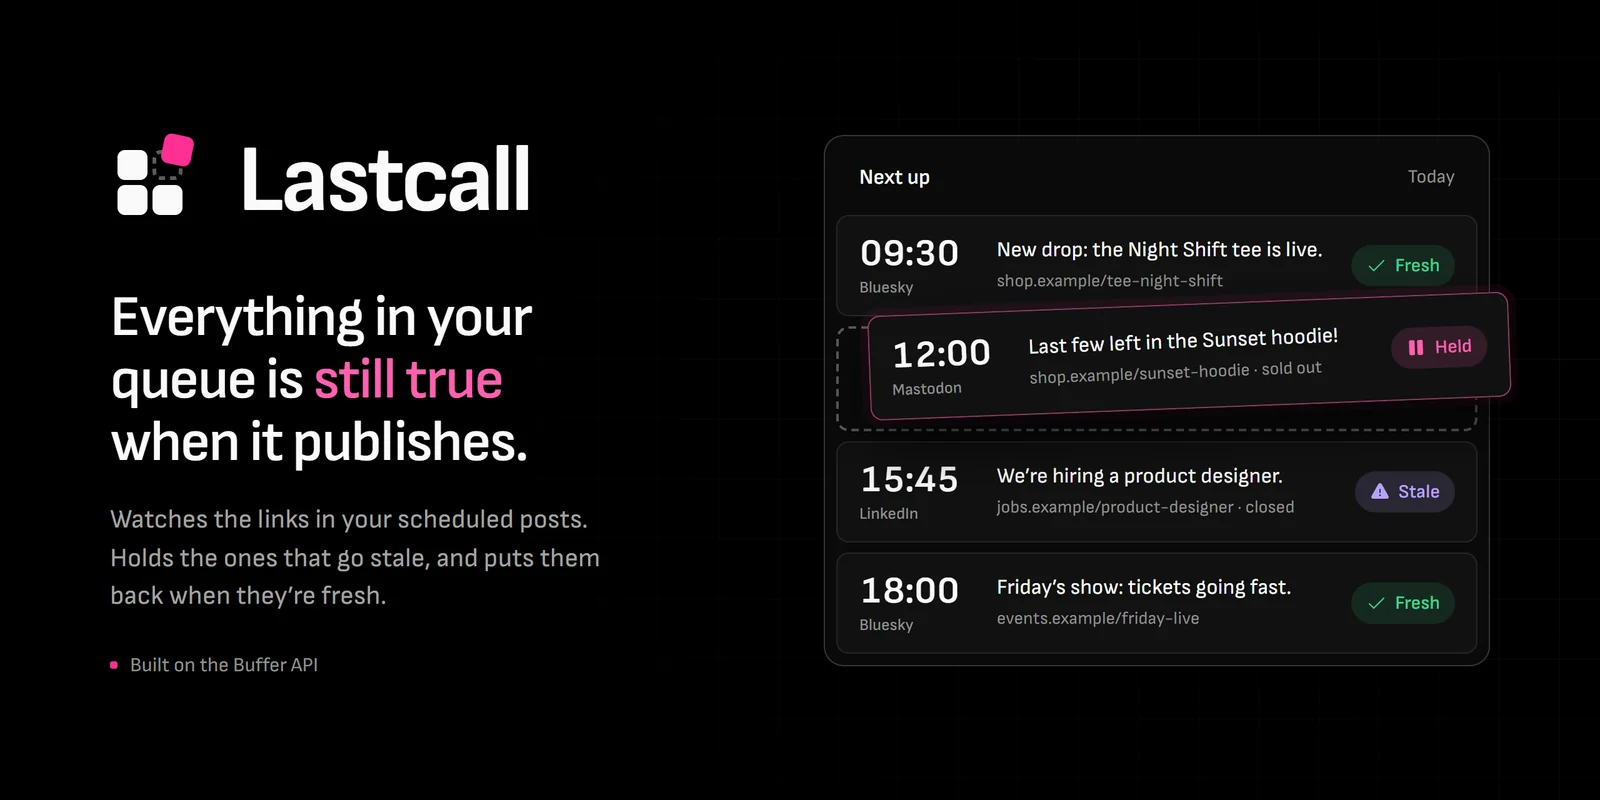 Lastcall
Everything in your
queue is still true
when it publishes.
Watches the links in your scheduled posts.
Holds the ones that go stale, and puts them
back when they’re fresh.
Built on the Buffer API
Next up
Today
09:30
Bluesky
New drop: the Night Shift tee is live.
shop.example/tee-night-shift
Fresh
12:00
Mastodon
Last few left in the Sunset hoodie!
shop.example/sunset-hoodie · sold out
Held
15:45
LinkedIn
We’re hiring a product designer.
jobs.example/product-designer · closed
Stale
18:00
Bluesky
Friday’s show: tickets going fast.
events.example/friday-live
Fresh